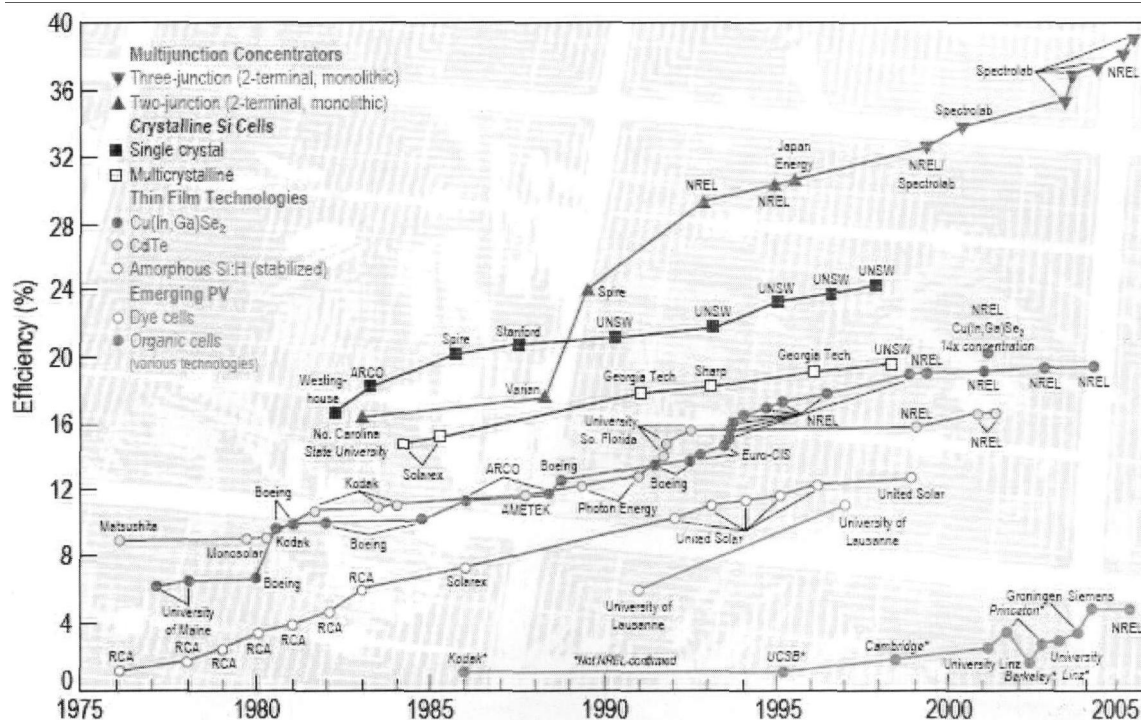 40
36
32
28
24
20
16
12
8
4
0
Efficiency (%)
1975
1980
1985
1990
1995
2000
2005
Multijunction Concentrators
Three-junction (2-terminal, monolithic)
Two-junction (2-terminal, monolithic)
Crystalline Si Cells
Single crystal
Multicrystalline
Thin Film Technologies
Cu(In,Ga)Se2
CdTe
Amorphous Si:H (stabilized)
Emerging PV
Dye cells
Organic cells
(various technologies)
Spectrolab
NREL
Spectrolab
Japan
Energy
NREL
NREL
NREL/
Spectrolab
Spire
UNSW
UNSW
UNSW
UNSW
UNSW
Stanford
Spire
ARCO
Westing-
house
Varian
No. Carolina
State University
Solarex
Georgia Tech
Sharp
Georgia Tech
UNSW
NREL
Cu(In,Ga)Se2
14x concentration
NREL
NREL
NREL
NREL
NREL
University
So. Florida
NREL
NREL
Euro-CIS
ARCO
Boeing
Boeing
Kodak
Boeing
AMETEK
Photon Energy
Matsushita
Monosolar
Kodak
Boeing
Boeing
University
of Maine
United Solar
United Solar
University of
Lausanne
University of
Lausanne
Solarex
RCA
RCA
RCA
RCA
RCA
RCA
RCA
Kodak*
*Not NREL-confirmed
UCSB*
Cambridge*
University Linz
Berkeley*
Princeton*
Groningen
Siemens
University
Linz*
NREL